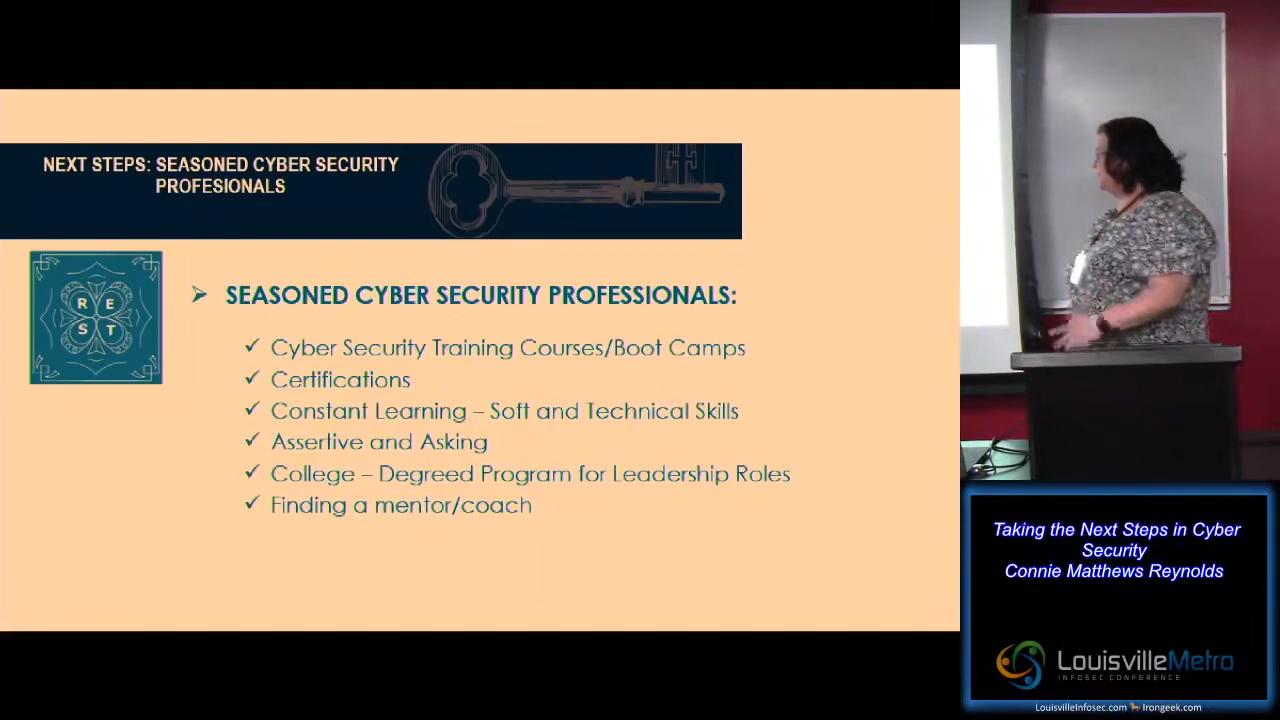 NEXT STEPS: SEASONED CYBER SECURITY
PROFESIONALS
R E
S T
➢ SEASONED CYBER SECURITY PROFESSIONALS:
✓ Cyber Security Training Courses/Boot Camps
✓ Certifications
✓ Constant Learning – Soft and Technical Skills
✓ Assertive and Asking
✓ College – Degreed Program for Leadership Roles
✓ Finding a mentor/coach
Taking the Next Steps in Cyber
Security
Connie Matthews Reynolds
LouisvilleMetro
INFOSEC CONFERENCE
LouisvilleInfosec.com Irongeek.com